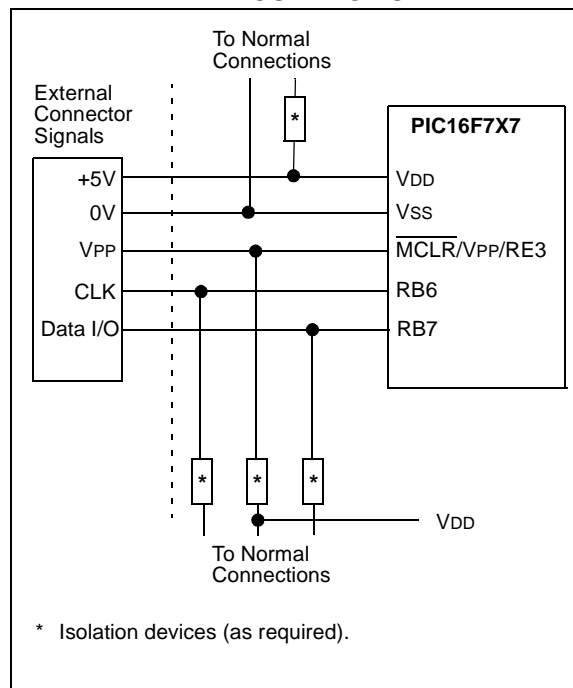 To Normal
Connections
External
Connector
Signals
*
PIC16F7X7
+5V
VDD
0V
VSS
VPP
MCLR/VPP/RE3
CLK
RB6
Data I/O
RB7
*
*
*
VDD
To Normal
Connections
* Isolation devices (as required).